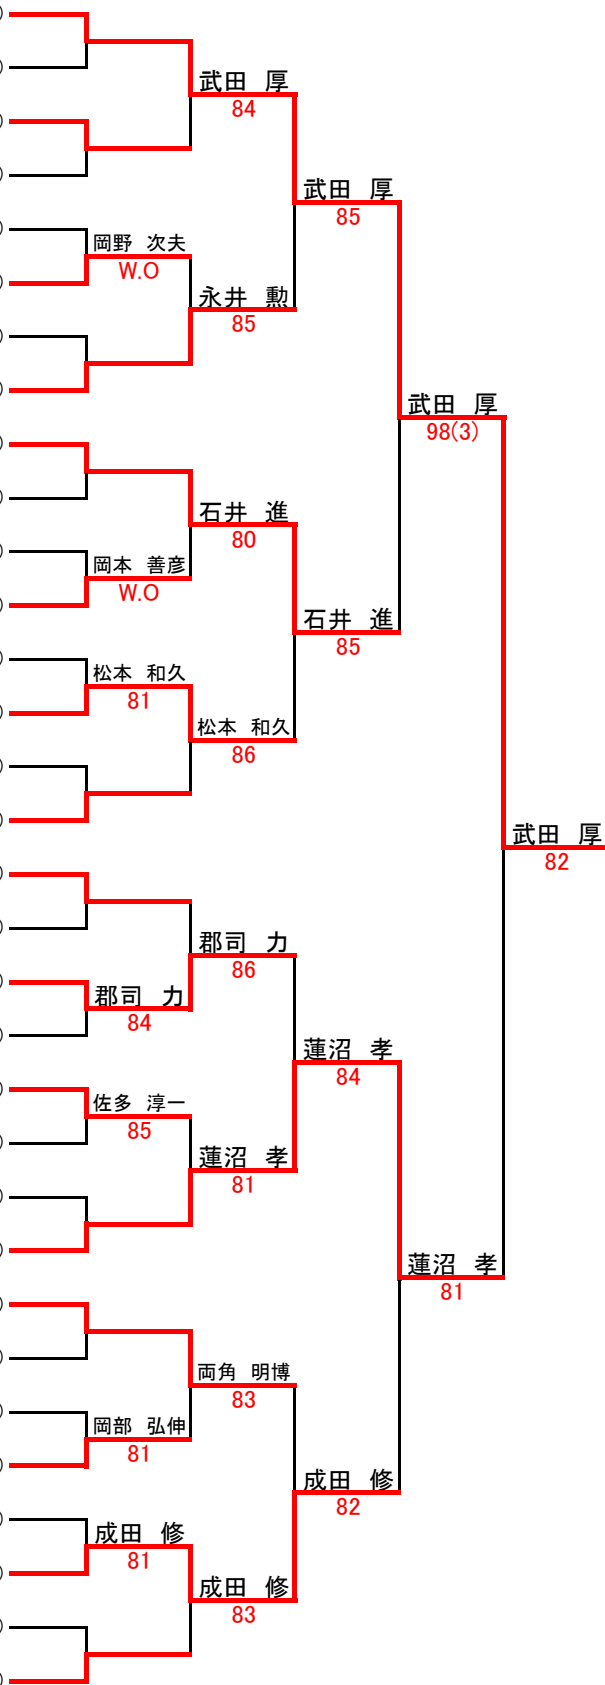 武田 厚
84
武田 厚
85
岡野 次夫
W.O
永井 勲
85
武田 厚
98(3)
石井 進
80
岡本 善彦
W.O
石井 進
85
松本 和久
81
松本 和久
86
武田 厚
82
郡司 力
86
郡司 力
84
蓮沼 孝
84
佐多 淳一
85
蓮沼 孝
81
蓮沼 孝
81
両角 明博
83
岡部 弘伸
81
成田 修
82
成田 修
81
成田 修
83